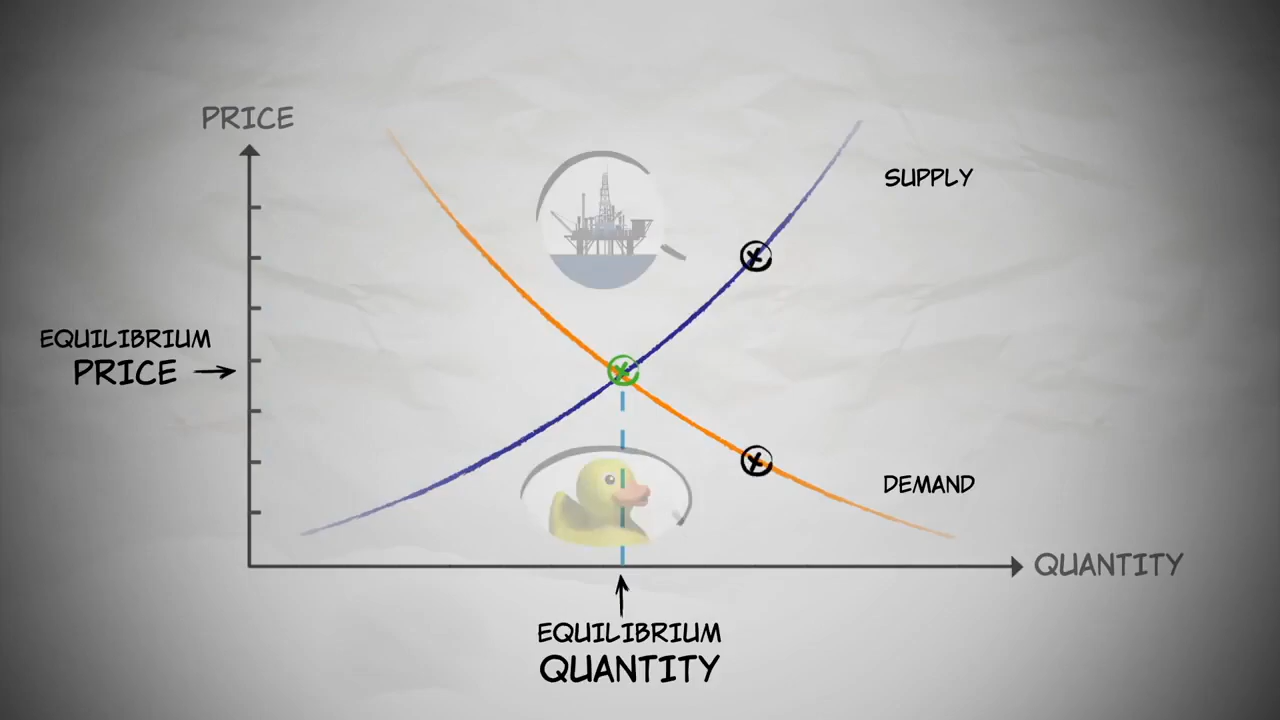 PRICE
SUPPLY
EQUILIBRIUM
PRICE
DEMAND
QUANTITY
EQUILIBRIUM
QUANTITY